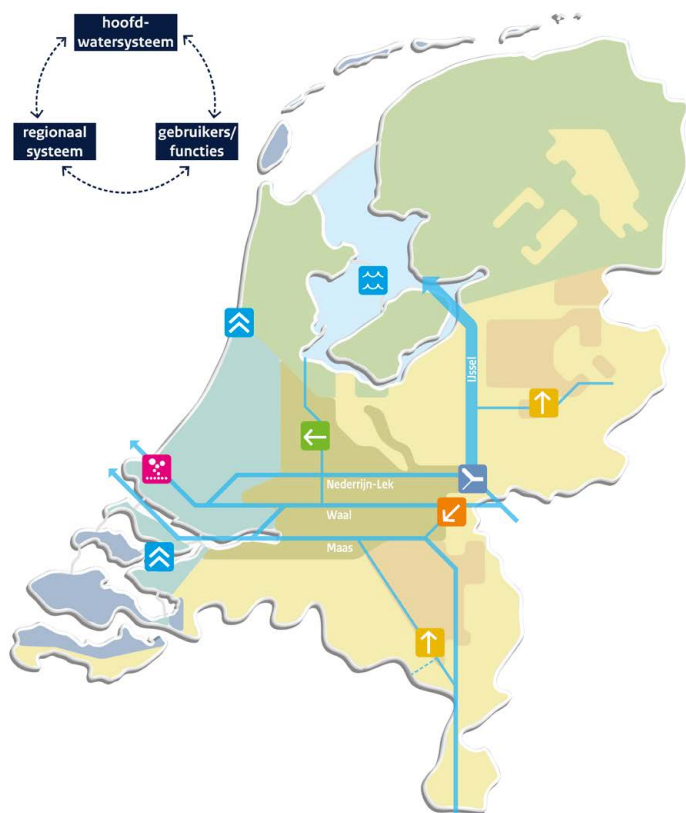 hoofd-
watersysteem
regionaal
systeem
gebruikers/
functies
IJssel
Nederrijn-Lek
Waal
Maas